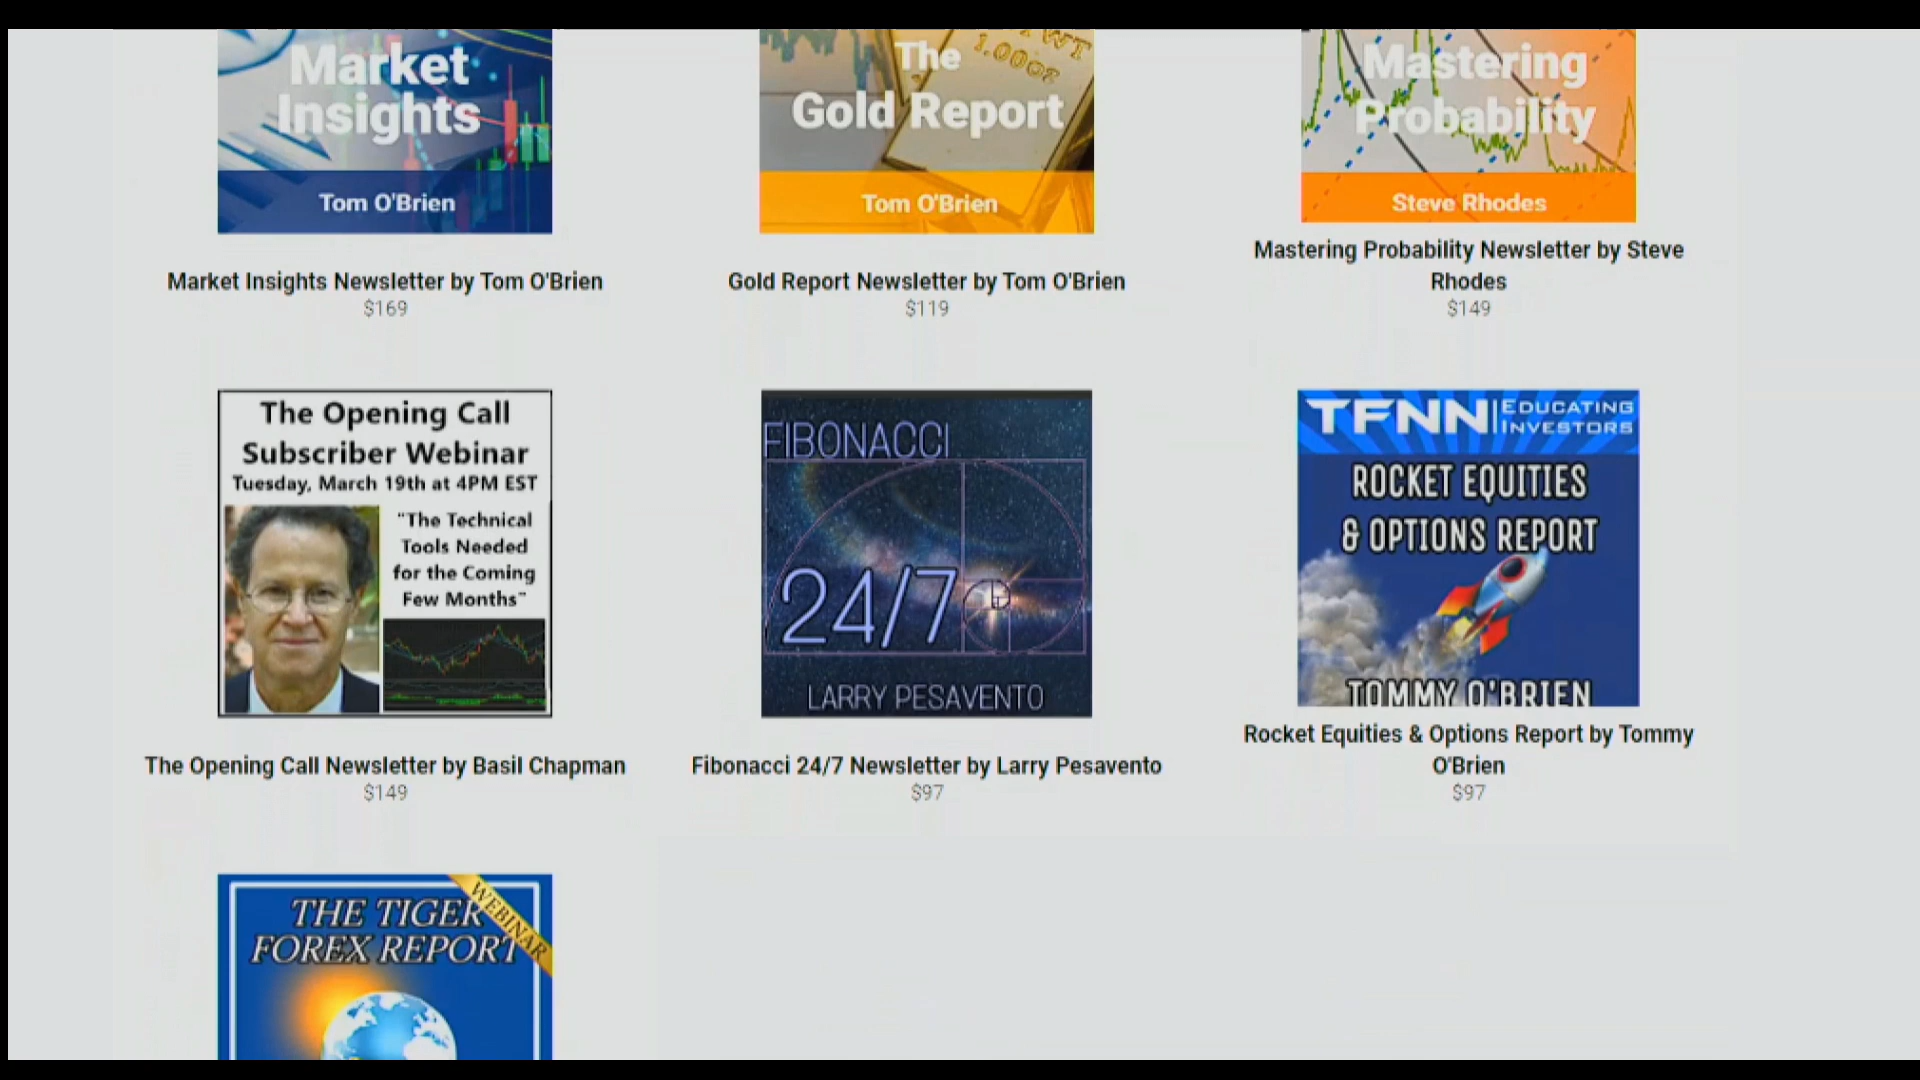 Market
Insights
Tom O'Brien
Market Insights Newsletter by Tom O'Brien
$169
The
Gold Report
1.00oz
Tom O'Brien
Gold Report Newsletter by Tom O'Brien
$119
Mastering
Probability
Steve Rhodes
Mastering Probability Newsletter by Steve
Rhodes
$149
The Opening Call
Subscriber Webinar
Tuesday, March 19th at 4PM EST
"The Technical
Tools Needed
for the Coming
Few Months"
The Opening Call Newsletter by Basil Chapman
$149
FIBONACCI
24/7
LARRY PESAVENTO
Fibonacci 24/7 Newsletter by Larry Pesavento
$97
TFNN
EDUCATING
INVESTORS
ROCKET EQUITIES
& OPTIONS REPORT
TOMMY O'BRIEN
Rocket Equities & Options Report by Tommy
O'Brien
$97
THE TIGER
FOREX REPORT
WEBINAR